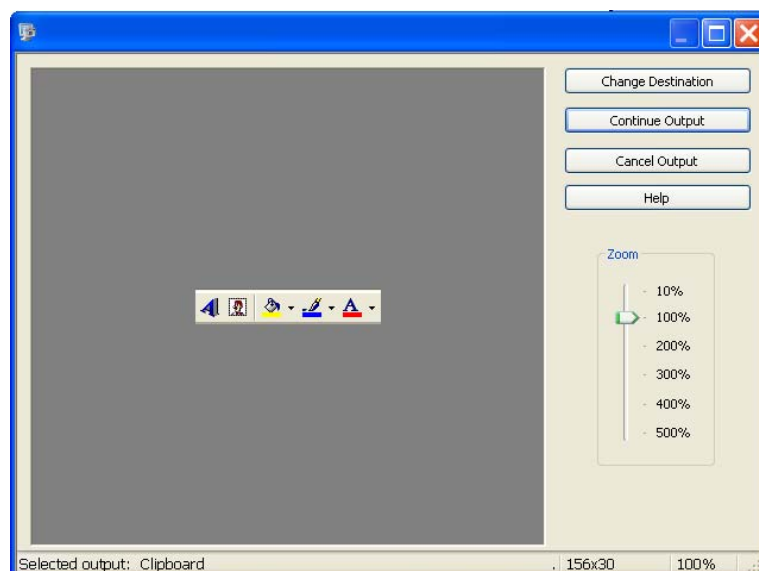 Change Destination
Continue Output
Cancel Output
Help
Zoom
10%
100%
200%
300%
400%
500%
A A
Selected output: Clipboard . 156x30 100%